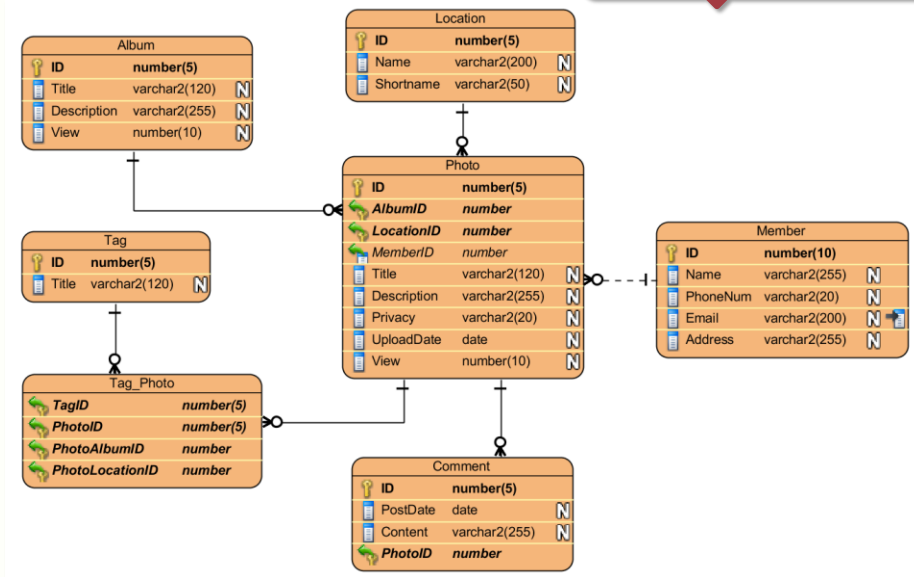 Location
ID number(5)
Name varchar2(200) N
Shortname varchar2(50) N
Album
ID number(5)
Title varchar2(120) N
Description varchar2(255) N
View number(10) N
Photo
ID number(5)
AlbumID number
LocationID number
MemberID number
Title varchar2(120) N
Description varchar2(255) N
Privacy varchar2(20) N
UploadDate date N
View number(10) N
Tag
ID number(5)
Title varchar2(120) N
Member
ID number(10)
Name varchar2(255) N
PhoneNum varchar2(20) N
Email varchar2(200) N
Address varchar2(255) N
Tag_Photo
TagID number(5)
PhotoID number(5)
PhotoAlbumID number
PhotoLocationID number
Comment
ID number(5)
PostDate date N
Content varchar2(255) N
PhotoID number